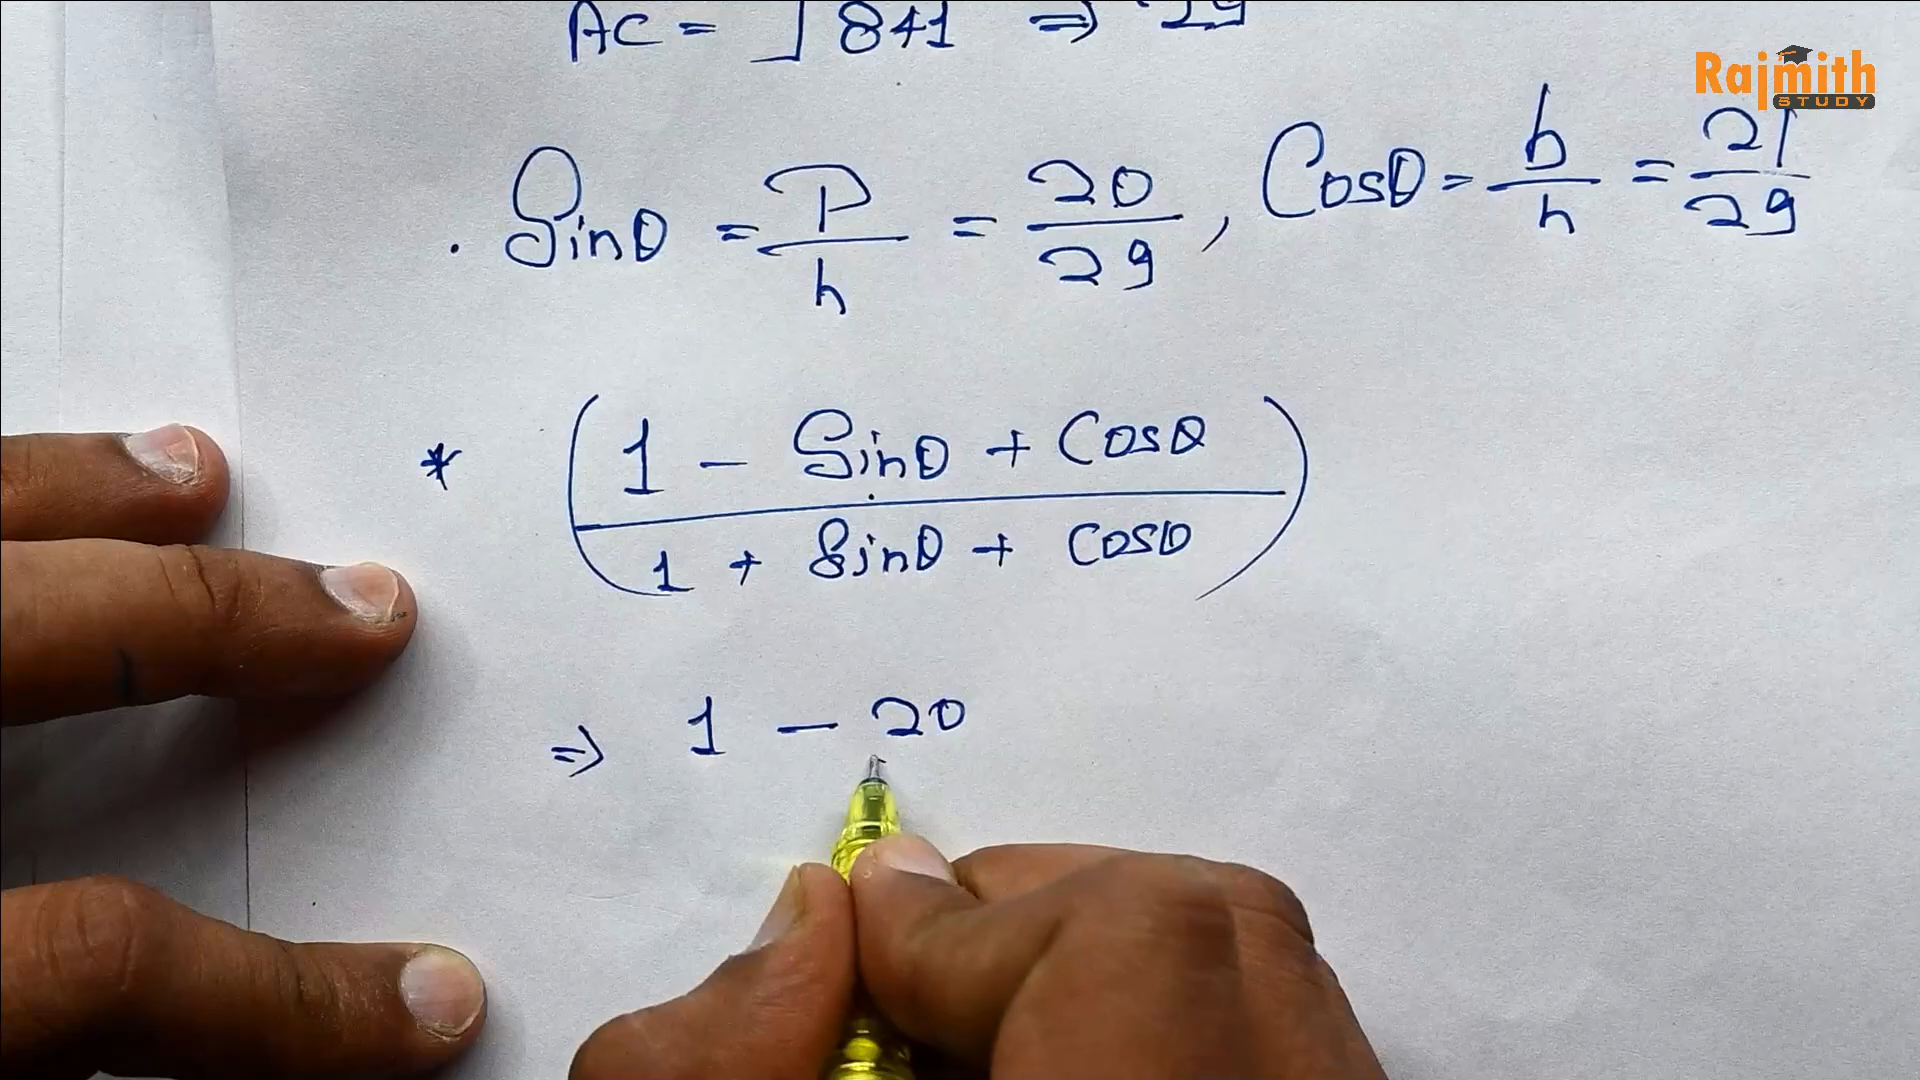 AC = √841 ⇒ 29
Rajmith
STUDY
. Sinθ = P/h = 20/29 , Cosθ = b/h = 21/29
* (1 - Sinθ + Cosθ / 1 + Sinθ + Cosθ)
⇒ 1 - 20